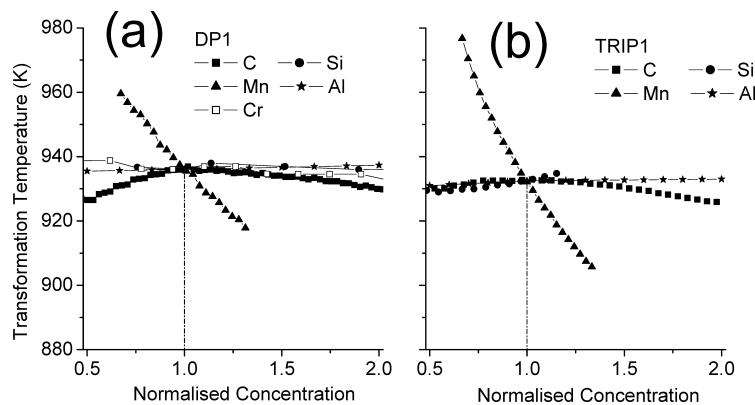 (a)
DP1
C Si
Mn Al
Cr
(b)
TRIP1
C Si
Mn Al
Transformation Temperature (K)
980
960
940
920
900
880
0.5 1.0 1.5 2.0
0.5 1.0 1.5 2.0
Normalised Concentration
Normalised Concentration